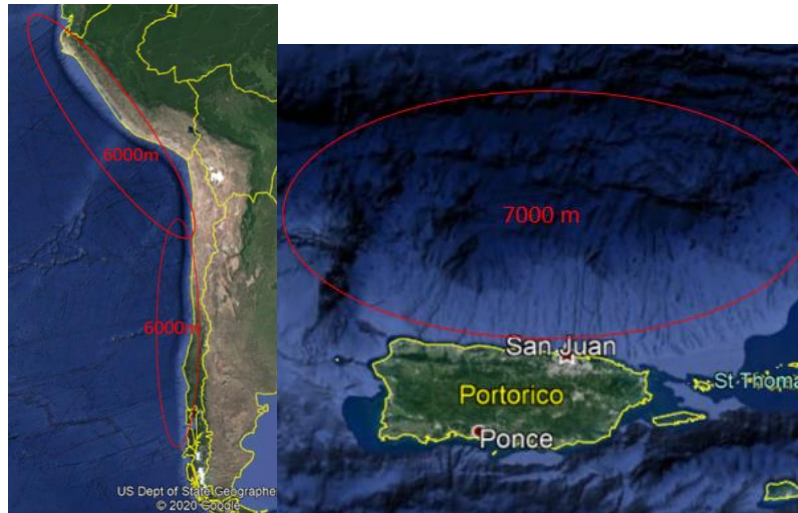 6000m
6000m
US Dept of State Geographe
© 2020 Google
7000 m
San Juan
Portorico
St Thoma
Ponce